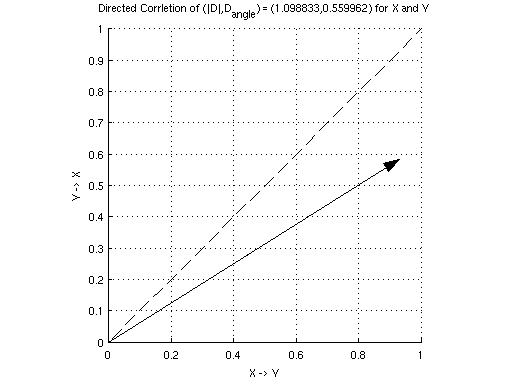 Directed Corrletion of (|D|,D_angle) = (1.098833,0.559962) for X and Y
1
0.9
0.8
0.7
0.6
0.5
0.4
0.3
0.2
0.1
0
Y -> X
0 0.2 0.4 0.6 0.8 1
X -> Y